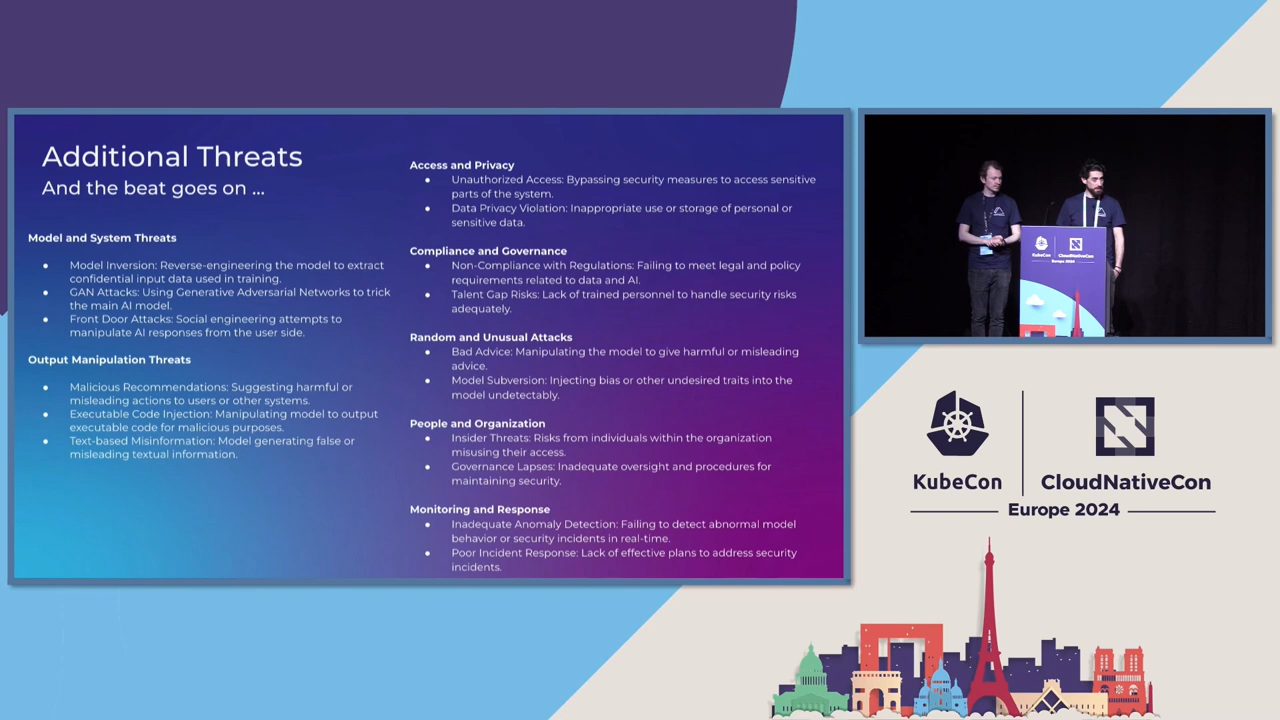 Additional Threats
And the beat goes on ...
Model and System Threats
● Model Inversion: Reverse-engineering the model to extract
confidential input data used in training.
● GAN Attacks: Using Generative Adversarial Networks to trick
the main AI model.
● Front Door Attacks: Social engineering attempts to
manipulate AI responses from the user side.
Output Manipulation Threats
● Malicious Recommendations: Suggesting harmful or
misleading actions to users or other systems.
● Executable Code Injection: Manipulating model to output
executable code for malicious purposes.
● Text-based Misinformation: Model generating false or
misleading textual information.
Access and Privacy
● Unauthorized Access: Bypassing security measures to access sensitive
parts of the system.
● Data Privacy Violation: Inappropriate use or storage of personal or
sensitive data.
Compliance and Governance
● Non-Compliance with Regulations: Failing to meet legal and policy
requirements related to data and AI.
● Talent Gap Risks: Lack of trained personnel to handle security risks
adequately.
Random and Unusual Attacks
● Bad Advice: Manipulating the model to give harmful or misleading
advice.
● Model Subversion: Injecting bias or other undesired traits into the
model undetectably.
People and Organization
● Insider Threats: Risks from individuals within the organization
misusing their access.
● Governance Lapses: Inadequate oversight and procedures for
maintaining security.
Monitoring and Response
● Inadequate Anomaly Detection: Failing to detect abnormal model
behavior or security incidents in real-time.
● Poor Incident Response: Lack of effective plans to address security
incidents.
KubeCon CloudNativeCon
Europe 2024
KubeCon CloudNativeCon
Europe 2024